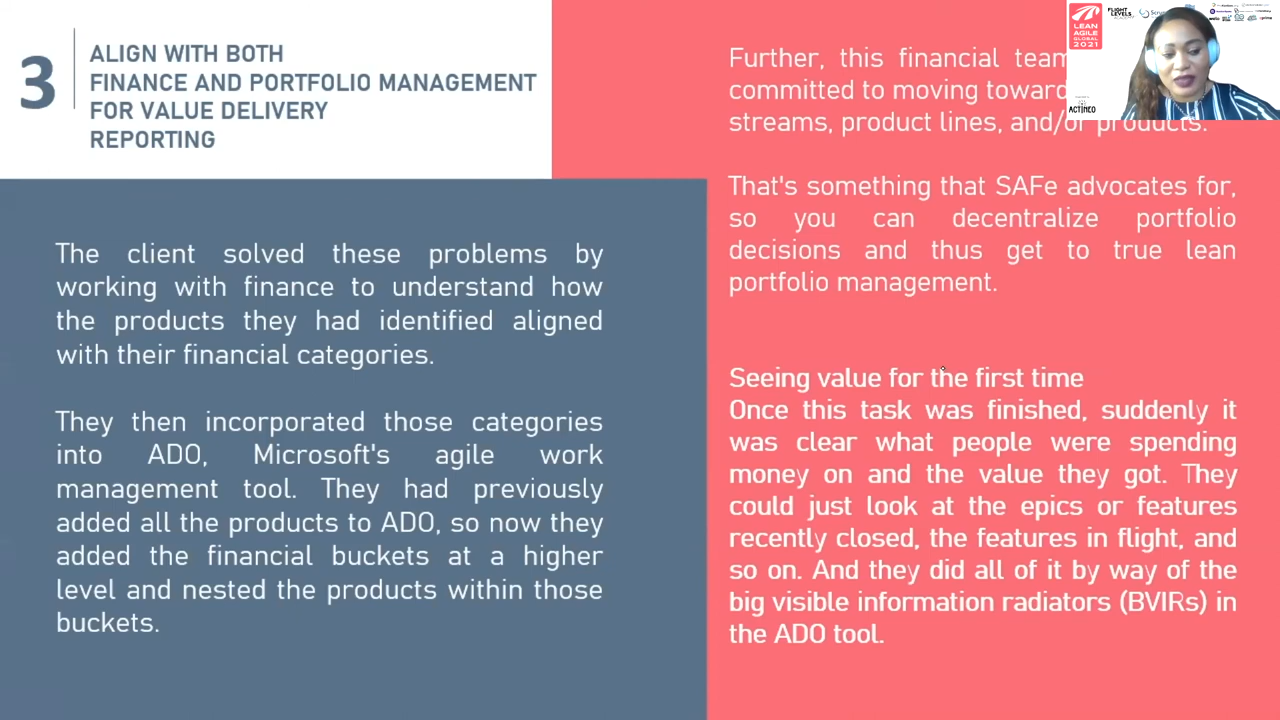 3
ALIGN WITH BOTH
FINANCE AND PORTFOLIO MANAGEMENT
FOR VALUE DELIVERY
REPORTING
The client solved these problems by
working with finance to understand how
the products they had identified aligned
with their financial categories.
They then incorporated those categories
into ADO, Microsoft's agile work
management tool. They had previously
added all the products to ADO, so now they
added the financial buckets at a higher
level and nested the products within those
buckets.
Further, this financial team
committed to moving toward
streams, product lines, and/or products.
That's something that SAFe advocates for,
so you can decentralize portfolio
decisions and thus get to true lean
portfolio management.
Seeing value for the first time
Once this task was finished, suddenly it
was clear what people were spending
money on and the value they got. They
could just look at the epics or features
recently closed, the features in flight, and
so on. And they did all of it by way of the
big visible information radiators (BVIRs) in
the ADO tool.
LEAN
AGILE
GLOBAL
2021
FLIGHT
LEVELS
ACADEMY
ACTINEO